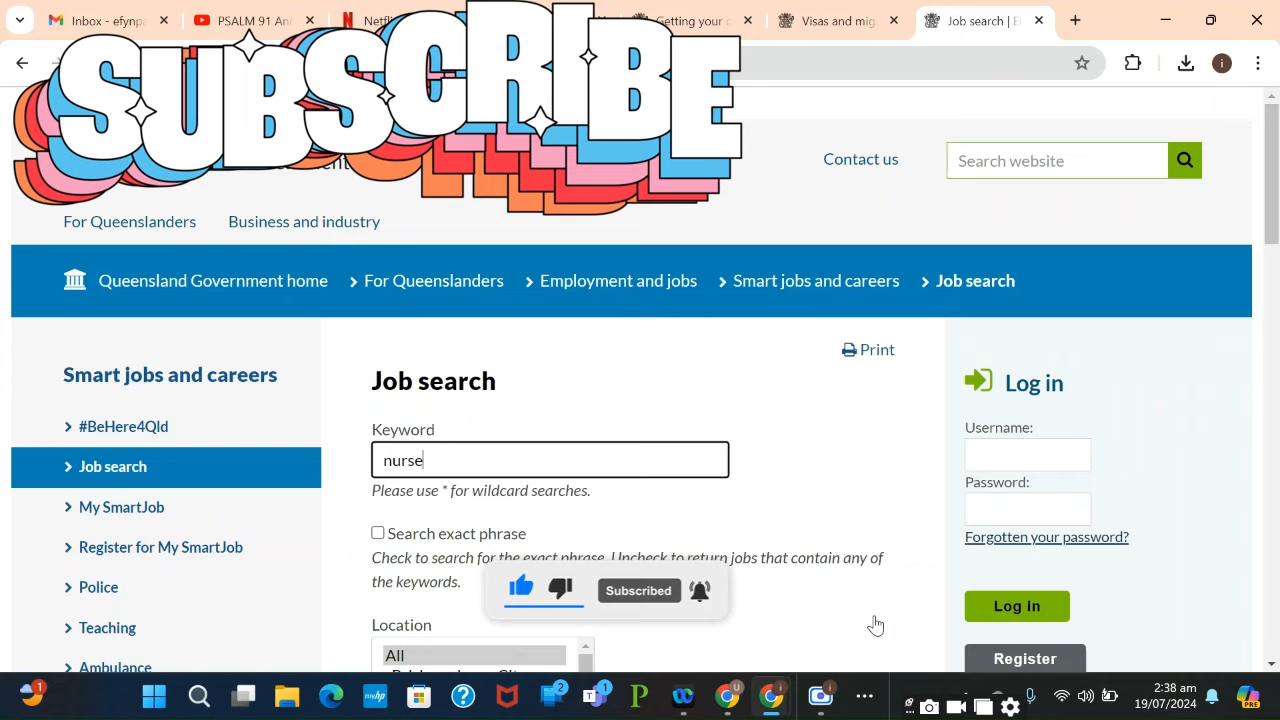 Inbox - efynpa
PSALM 91 An
Netfl
Getting your c
Visas and mig
Job search | E
SUBSCRIBE
Contact us
Search website
For Queenslanders
Business and industry
Queensland Government home
For Queenslanders
Employment and jobs
Smart jobs and careers
Job search
Print
Smart jobs and careers
#BeHere4Qld
Job search
My SmartJob
Register for My SmartJob
Police
Teaching
Ambulance
Job search
Keyword
nurse
Please use * for wildcard searches.
Search exact phrase
Check to search for the exact phrase. Uncheck to return jobs that contain any of
the keywords.
Subscribed
Location
All
Log in
Username:
Password:
Forgotten your password?
Log in
Register
1
myhp
2
1
U
i
i
PRE
2:38 am
19/07/2024